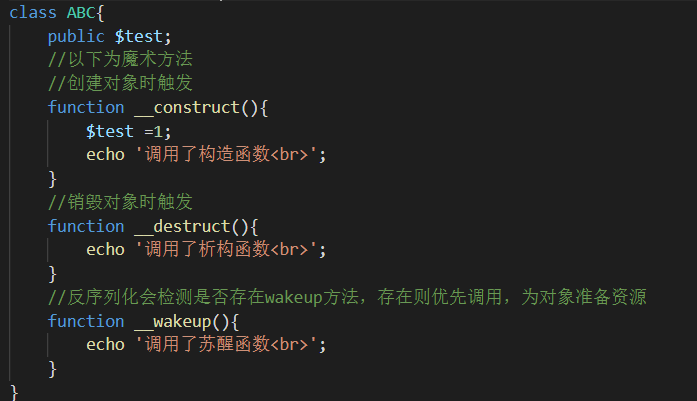 class ABC{
    public $test;
    //以下为魔术方法
    //创建对象时触发
    function __construct(){
        $test =1;
        echo '调用了构造函数<br>';
    }
    //销毁对象时触发
    function __destruct(){
        echo '调用了析构函数<br>';
    }
    //反序列化会检测是否存在wakeup方法，存在则优先调用，为对象准备资源
    function __wakeup(){
        echo '调用了苏醒函数<br>';
    }
}